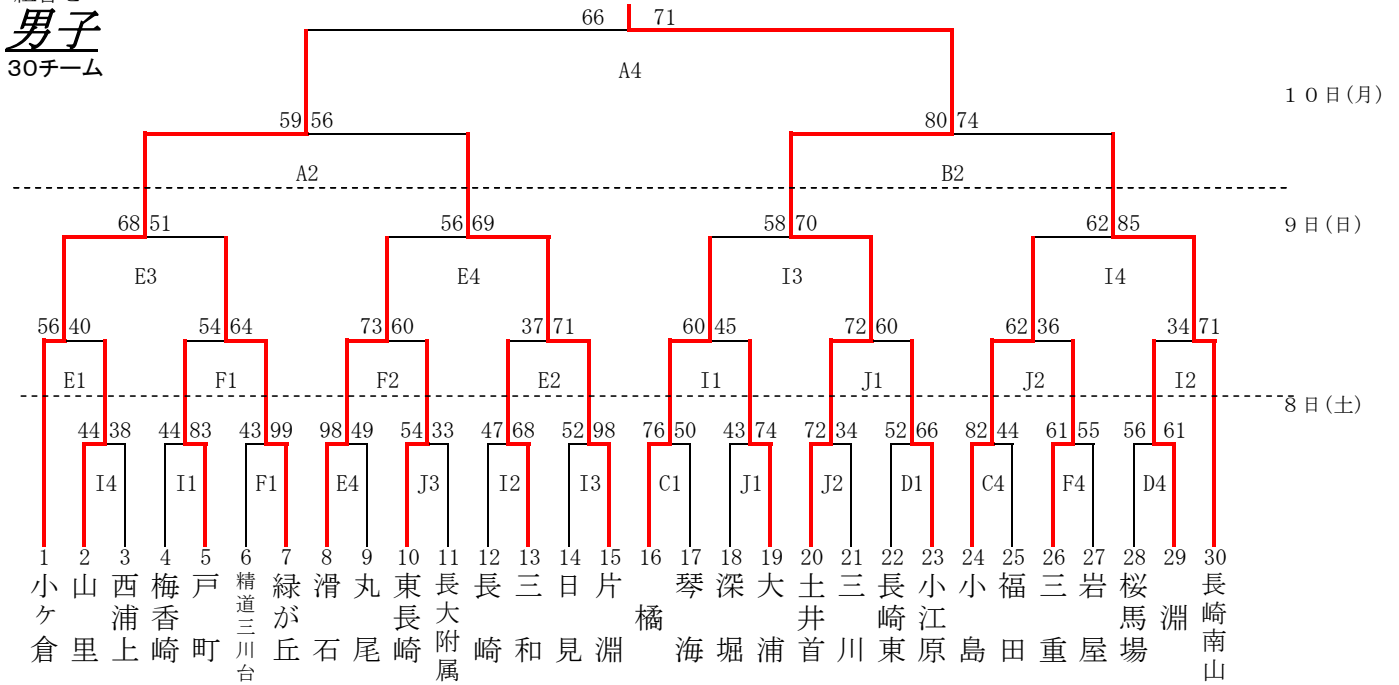 男子
30チーム
66 71
A4
１０日(月)
59 56 80 74
A2 B2
68 51 56 69 58 70 62 85
９日(日)
E3 E4 I3 I4
56 40 54 64 73 60 37 71 60 45 72 60 62 36 34 71
E1 F1 F2 E2 I1 J1 J2 I2
８日(土)
44 38 44 83 43 99 98 49 54 33 47 68 52 98 76 50 43 74 72 34 52 66 82 44 61 55 56 61
I4 I1 F1 E4 J3 I2 I3 C1 J1 J2 D1 C4 F4 D4
1 2 3 4 5 6 7 8 9 10 11 12 13 14 15 16 17 18 19 20 21 22 23 24 25 26 27 28 29 30
小ケ倉
山里
西浦上
梅香崎
戸町
精道三川台
緑が丘
滑石
丸尾
東長崎
長大附属
長崎
三和
日見
片淵
橘
琴海
深堀
大浦
土井首
三川
長崎東
小江原
小島
福田
三重
岩屋
桜馬場
淵
長崎南山